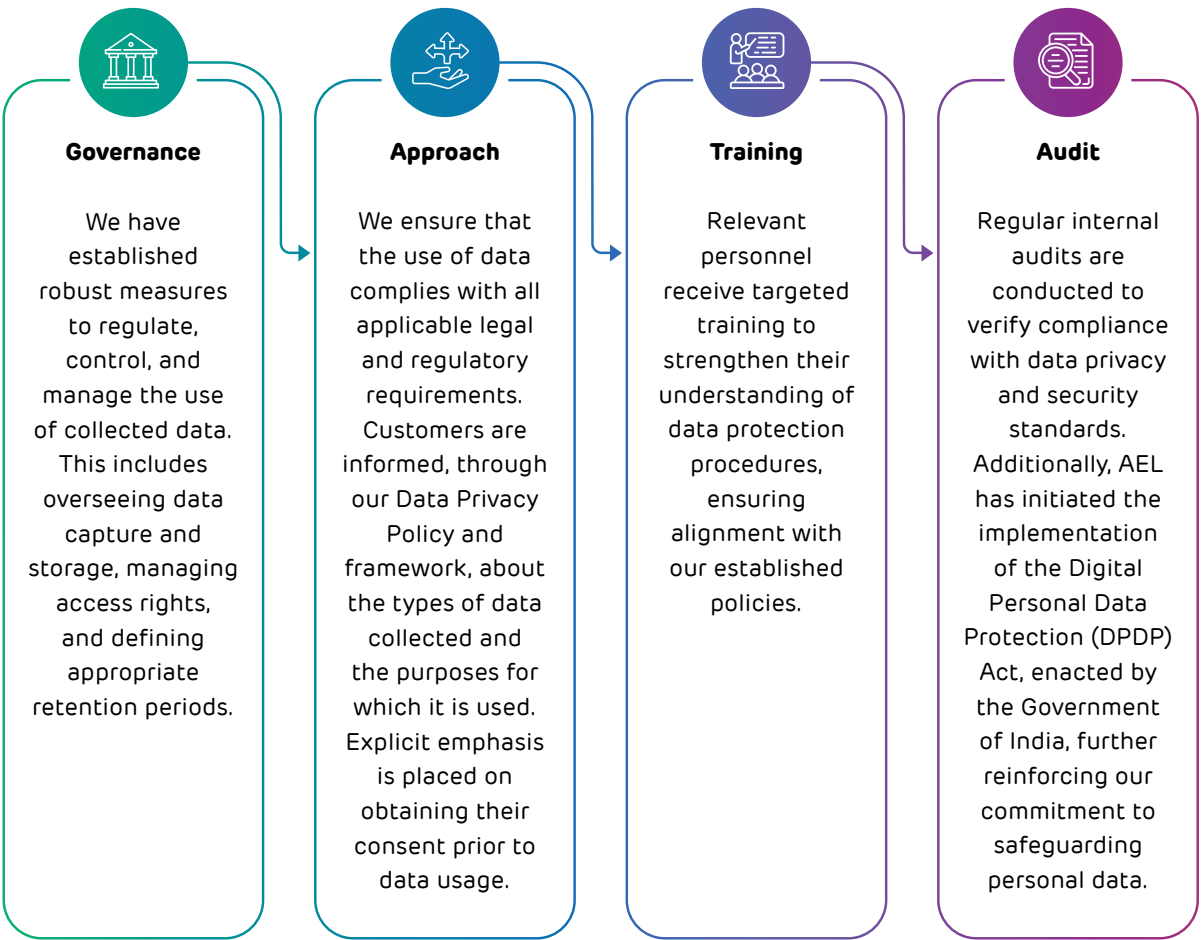 Governance
We have
established
robust measures
to regulate,
control, and
manage the use
of collected data.
This includes
overseeing data
capture and
storage, managing
access rights,
and defining
appropriate
retention periods.
Approach
We ensure that
the use of data
complies with all
applicable legal
and regulatory
requirements.
Customers are
informed, through
our Data Privacy
Policy and
framework, about
the types of data
collected and
the purposes for
which it is used.
Explicit emphasis
is placed on
obtaining their
consent prior to
data usage.
Training
Relevant
personnel
receive targeted
training to
strengthen their
understanding of
data protection
procedures,
ensuring
alignment with
our established
policies.
Audit
Regular internal
audits are
conducted to
verify compliance
with data privacy
and security
standards.
Additionally, AEL
has initiated the
implementation
of the Digital
Personal Data
Protection (DPDP)
Act, enacted by
the Government
of India, further
reinforcing our
commitment to
safeguarding
personal data.